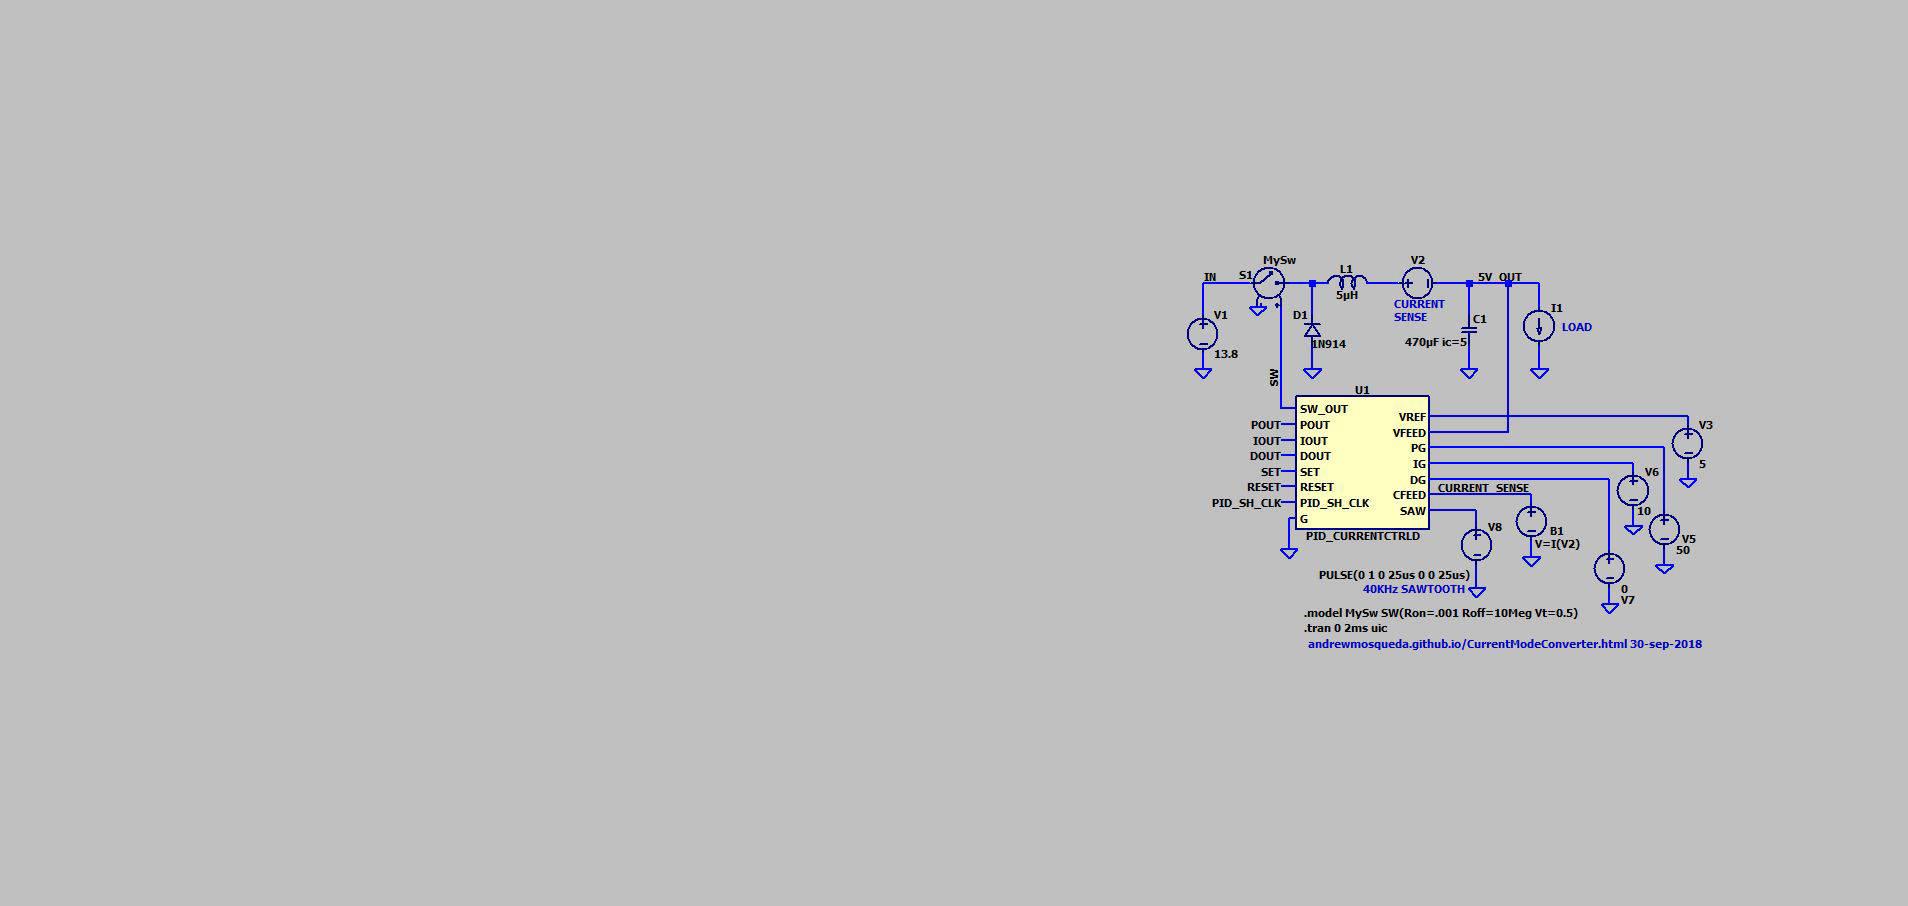 MySw
V2
IN
S1
L1
5V_OUT
5µH
CURRENT
SENSE
V1
13.8
D1
1N914
C1
470µF ic=5
I1
LOAD
SW
U1
SW_OUT
POUT
POUT
IOUT
IOUT
DOUT
DOUT
SET
SET
RESET
RESET
PID_SH_CLK
PID_SH_CLK
G
VREF
VFEED
PG
IG
DG
CFEED
SAW
PID_CURRENTCTRLD
CURRENT_SENSE
V3
5
V6
10
V5
50
B1
V=I(V2)
V8
PULSE(0 1 0 25us 0 0 25us)
40KHz SAWTOOTH
0
V7
.model MySw SW(Ron=.001 Roff=10Meg Vt=0.5)
.tran 0 2ms uic
andrewmosqueda.github.io/CurrentModeConverter.html 30-sep-2018